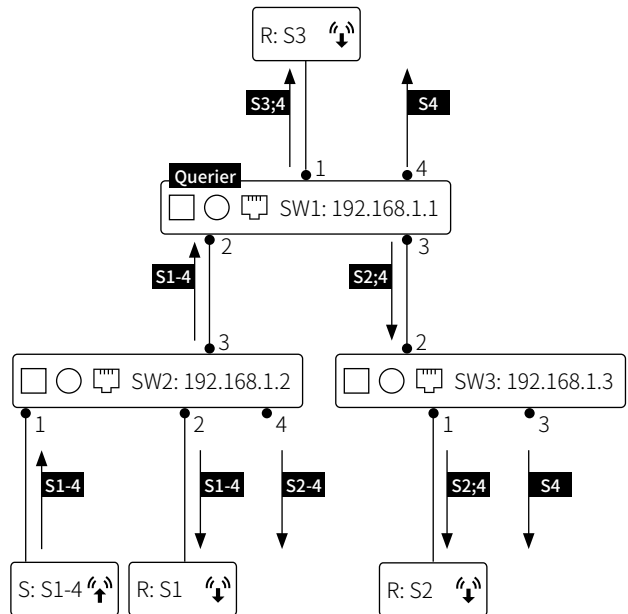 R: S3
S3;4
S4
1
4
Querier
SW1: 192.168.1.1
2
3
S1-4
S2;4
3
2
SW2: 192.168.1.2
SW3: 192.168.1.3
1
2
4
1
3
S1-4
S1-4
S2-4
S2;4
S4
S: S1-4
R: S1
R: S2